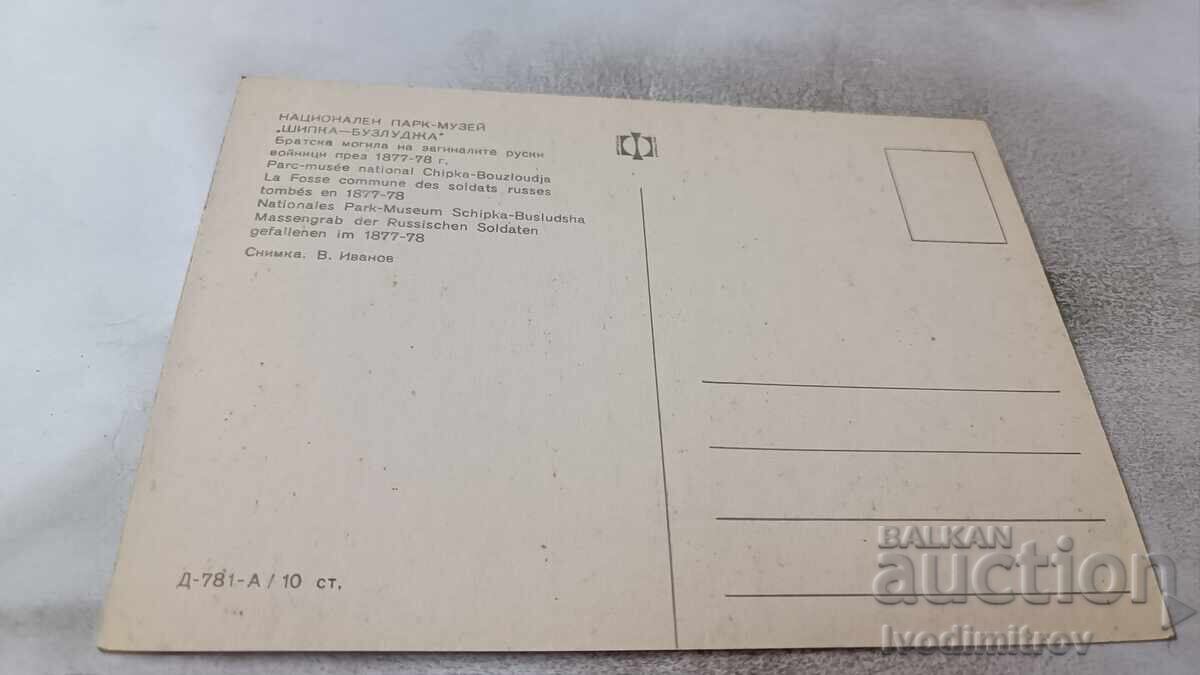 НАЦИОНАЛЕН ПАРК-МУЗЕЙ
„ШИПКА—БУЗЛУДЖА"
Братска могила на загиналите руски
войници през 1877-78 г.
Parc-musée national Chipka-Bouzloudja
La Fosse commune des soldats russes
tombés en 1877-78
Nationales Park-Museum Schipka-Busludsha
Massengrab der Russischen Soldaten
gefallenen im 1877-78
Снимка: В. Иванов
Д-781-А / 10 ст.
BALKAN
auction
Ivodimitrov